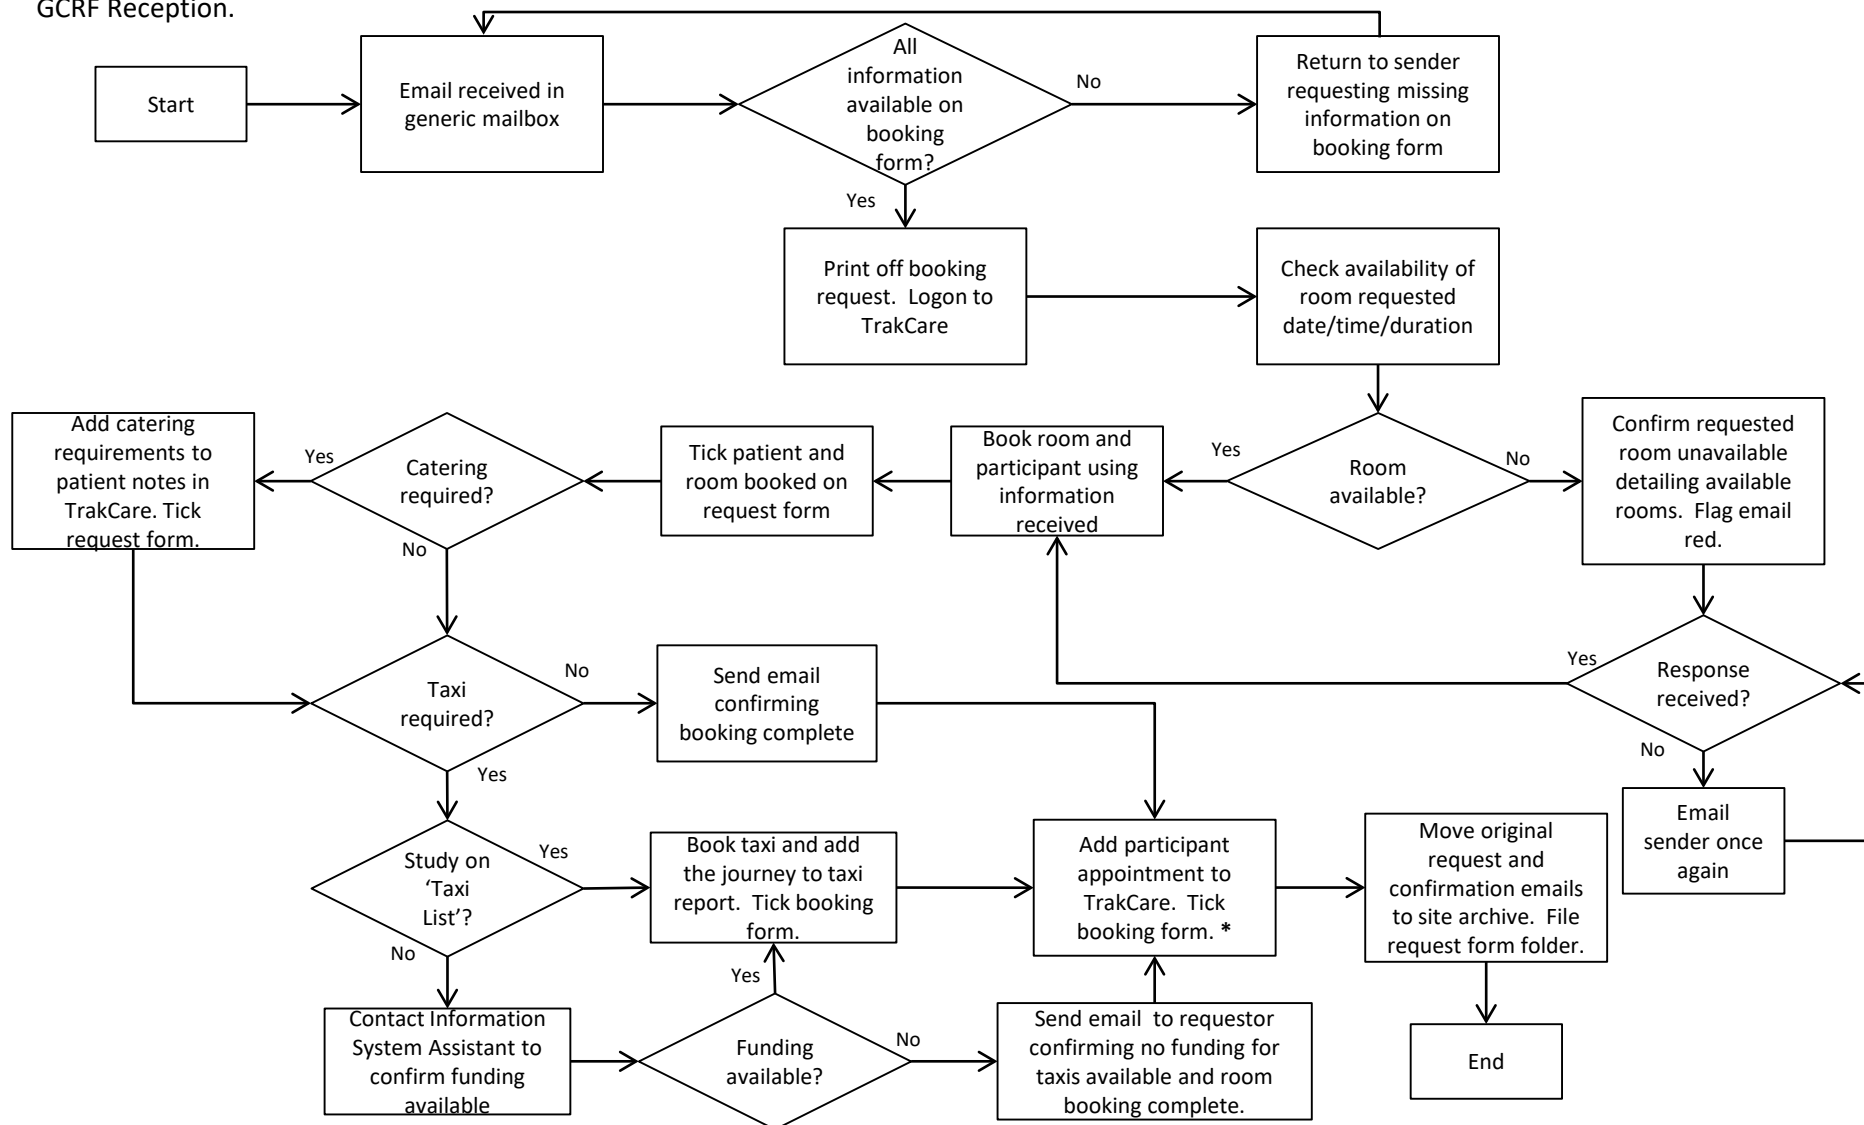 GCRF Reception.
Start
Email received in
generic mailbox
All
information
available on
booking
form?
No
Return to sender
requesting missing
information on
booking form
Yes
Print off booking
request.  Logon to
TrakCare
Check availability of
room requested
date/time/duration
Add catering
requirements to
patient notes in
TrakCare. Tick
request form.
Yes
Catering
required?
No
Tick patient and
room booked on
request form
Book room and
participant using
information
received
Yes
Room
available?
No
Confirm requested
room unavailable
detailing available
rooms.  Flag email
red.
Taxi
required?
No
Send email
confirming
booking complete
Yes
Response
received?
No
Yes
Email
sender once
again
Study on
‘Taxi
List’?
Yes
Book taxi and add
the journey to taxi
report.  Tick booking
form.
Add participant
appointment to
TrakCare.  Tick
booking form. *
Move original
request and
confirmation emails
to site archive.  File
request form folder.
No
Yes
Contact Information
System Assistant to
confirm funding
available
Funding
available?
No
Send email  to requestor
confirming no funding for
taxis available and room
booking complete.
End